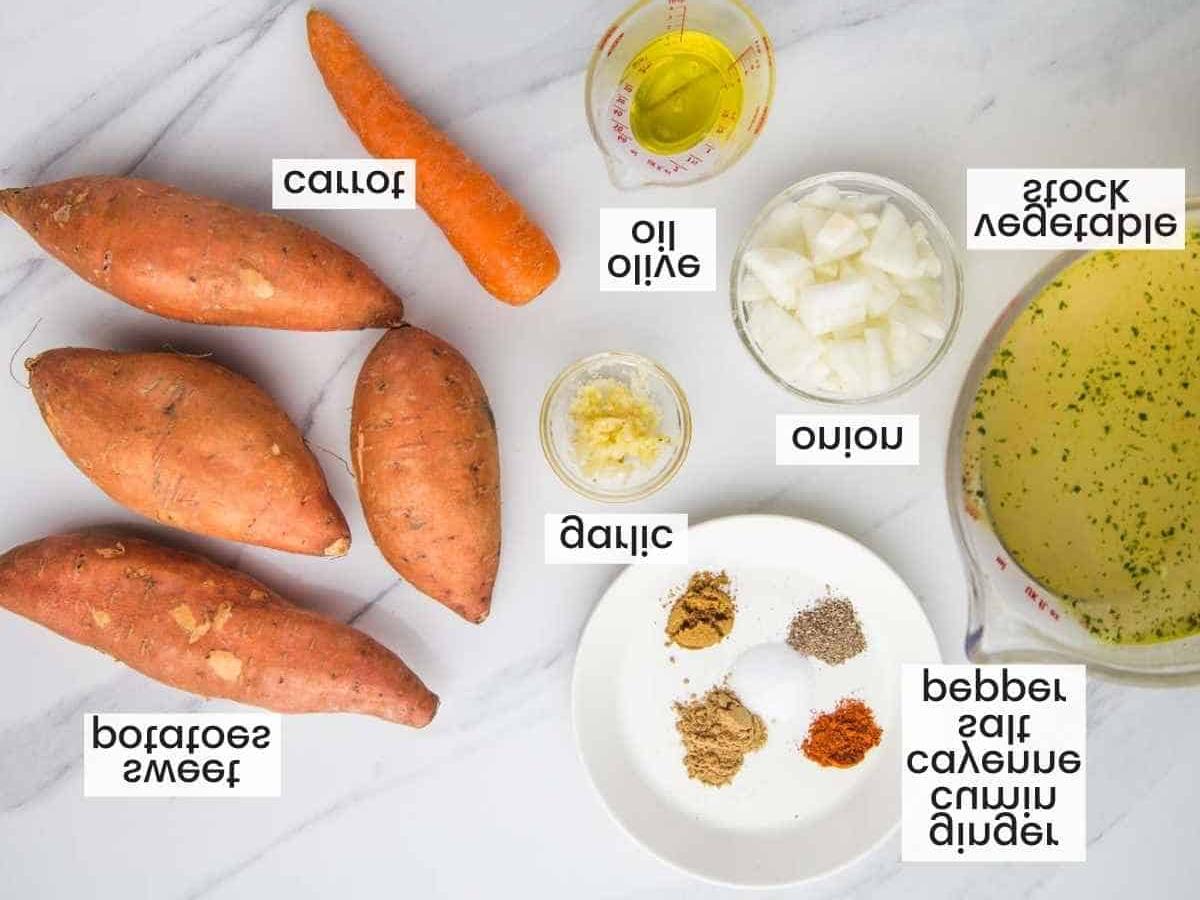 sweet
potatoes
ginger
cumin
cayenne
salt
pepper
garlic
onion
olive
oil
vegetable
stock
carrot